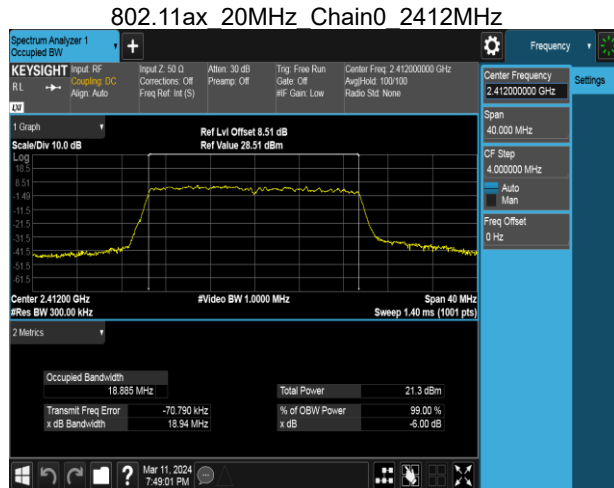 802.11ax_20MHz_Chain0_2412MHz
Spectrum Analyzer 1
Occupied BW
Frequency
KEYSIGHT
RL
LXI
Input: RF
Coupling: DC
Align: Auto
Input Z: 50 Ω
Corrections: Off
Freq Ref: Int (S)
Atten: 30 dB
Preamp: Off
Trig: Free Run
Gate: Off
#IF Gain: Low
Center Freq: 2.412000000 GHz
Avg|Hold: 100/100
Radio Std: None
Center Frequency
2.412000000 GHz
Settings
Span
40.000 MHz
CF Step
4.000000 MHz
Auto
Man
Freq Offset
0 Hz
1 Graph
Scale/Div 10.0 dB
Ref Lvl Offset 8.51 dB
Ref Value 28.51 dBm
Log
18.5
8.51
-1.49
-11.5
-21.5
-31.5
-41.5
-51.5
-61.5
Center 2.41200 GHz
#Video BW 1.0000 MHz
Span 40 MHz
#Res BW 300.00 kHz
Sweep 1.40 ms (1001 pts)
2 Metrics
Occupied Bandwidth
18.885 MHz
Total Power 21.3 dBm
Transmit Freq Error -70.790 kHz
% of OBW Power 99.00 %
x dB Bandwidth 18.94 MHz
x dB -6.00 dB
?
Mar 11, 2024
7:49:01 PM